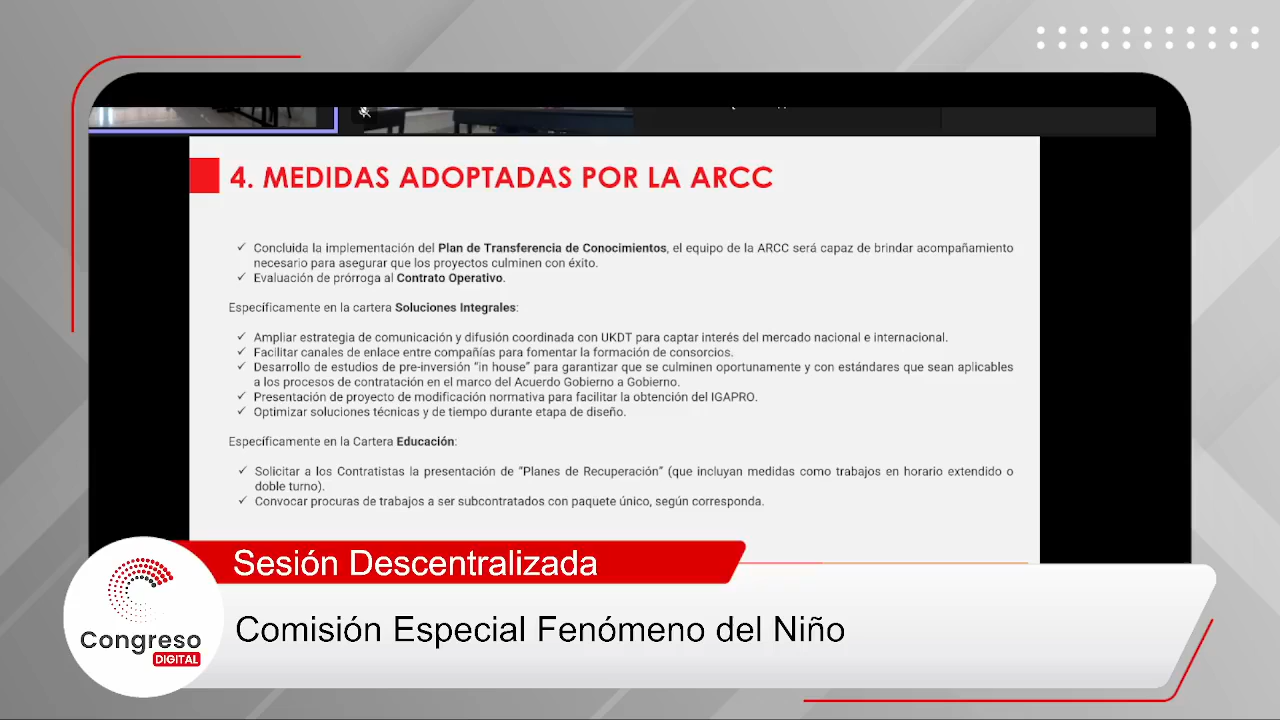 4. MEDIDAS ADOPTADAS POR LA ARCC
✓ Concluida la implementación del Plan de Transferencia de Conocimientos, el equipo de la ARCC será capaz de brindar acompañamiento
necesario para asegurar que los proyectos culminen con éxito.
✓ Evaluación de prórroga al Contrato Operativo.
Específicamente en la cartera Soluciones Integrales:
✓ Ampliar estrategia de comunicación y difusión coordinada con UKDT para captar interés del mercado nacional e internacional.
✓ Facilitar canales de enlace entre compañías para fomentar la formación de consorcios.
✓ Desarrollo de estudios de pre-inversión “in house” para garantizar que se culminen oportunamente y con estándares que sean aplicables
a los procesos de contratación en el marco del Acuerdo Gobierno a Gobierno.
✓ Presentación de proyecto de modificación normativa para facilitar la obtención del IGAPRO.
✓ Optimizar soluciones técnicas y de tiempo durante etapa de diseño.
Específicamente en la Cartera Educación:
✓ Solicitar a los Contratistas la presentación de “Planes de Recuperación” (que incluyan medidas como trabajos en horario extendido o
doble turno).
✓ Convocar procuras de trabajos a ser subcontratados con paquete único, según corresponda.
Sesión Descentralizada
Comisión Especial Fenómeno del Niño
Congreso
DIGITAL